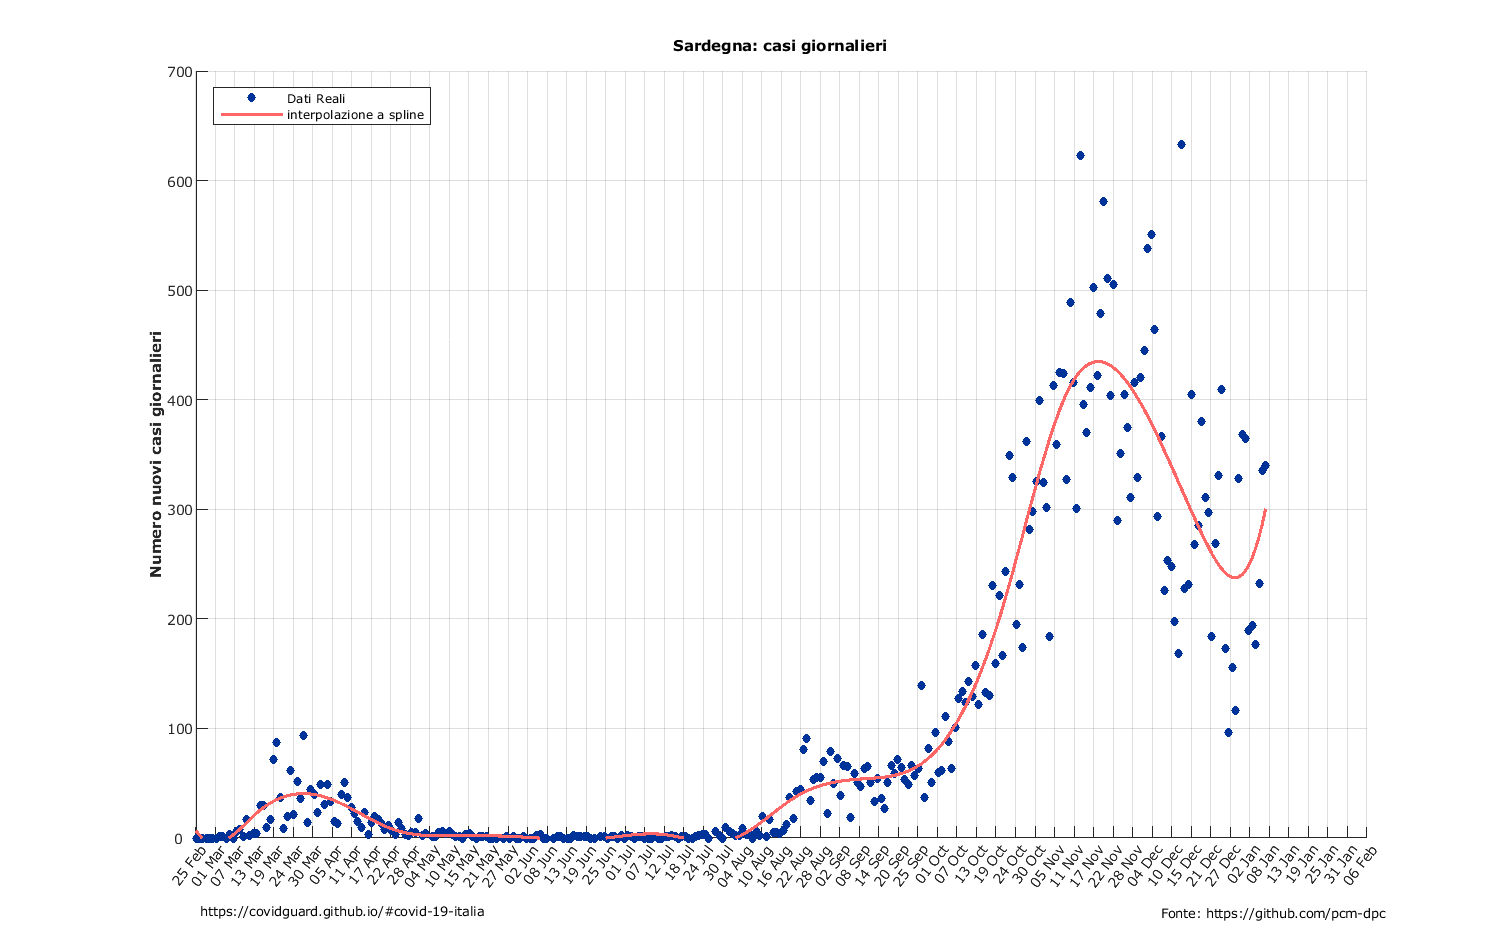 Sardegna: casi giornalieri
Dati Reali
interpolazione a spline
Numero nuovi casi giornalieri
700
600
500
400
300
200
100
0
25 Feb
01 Mar
07 Mar
13 Mar
19 Mar
24 Mar
30 Mar
05 Apr
11 Apr
17 Apr
22 Apr
28 Apr
04 May
10 May
15 May
21 May
27 May
02 Jun
08 Jun
13 Jun
19 Jun
25 Jun
01 Jul
07 Jul
12 Jul
18 Jul
24 Jul
30 Jul
04 Aug
10 Aug
16 Aug
22 Aug
28 Aug
02 Sep
08 Sep
14 Sep
20 Sep
25 Sep
01 Oct
07 Oct
13 Oct
19 Oct
24 Oct
30 Oct
05 Nov
11 Nov
17 Nov
22 Nov
28 Nov
04 Dec
10 Dec
15 Dec
21 Dec
27 Dec
02 Jan
08 Jan
13 Jan
19 Jan
25 Jan
31 Jan
06 Feb
https://covidguard.github.io/#covid-19-italia
Fonte: https://github.com/pcm-dpc